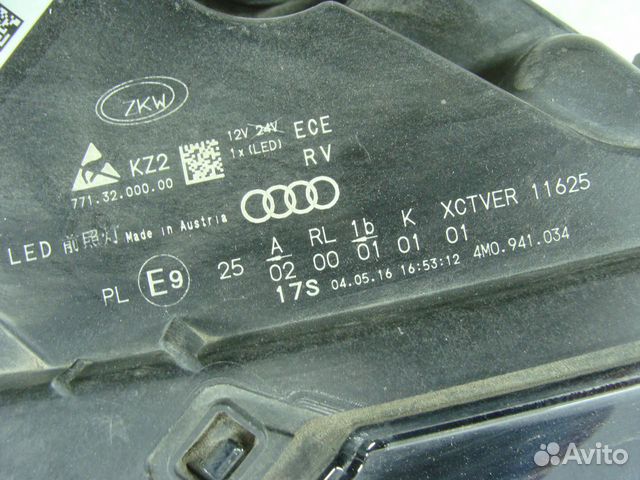 ZKW
KZ2
12V 24V ECE
1x(LED) RV
771.32.000.00
LED 前照灯 Made in Austria
A RL 1b K XCTVER 11625
PL E9 25 02 00 01 01 01
17S 04.05.16 16:53:12 4M0.941.034
Avito